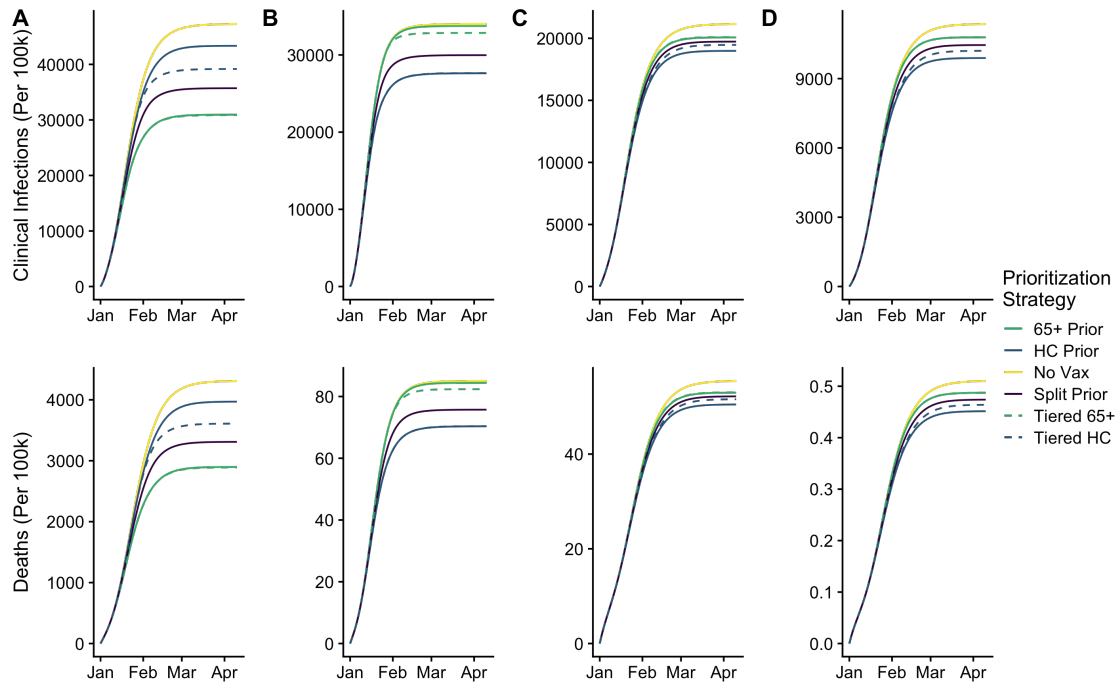 A
B
C
D
Clinical Infections (Per 100k)
40000
30000
20000
10000
0
Jan Feb Mar Apr
30000
20000
10000
0
Jan Feb Mar Apr
20000
15000
10000
5000
0
Jan Feb Mar Apr
9000
6000
3000
0
Jan Feb Mar Apr
Deaths (Per 100k)
4000
3000
2000
1000
0
Jan Feb Mar Apr
80
60
40
20
0
Jan Feb Mar Apr
40
20
0
Jan Feb Mar Apr
0.5
0.4
0.3
0.2
0.1
0.0
Jan Feb Mar Apr
Prioritization
Strategy
65+ Prior
HC Prior
No Vax
Split Prior
Tiered 65+
Tiered HC